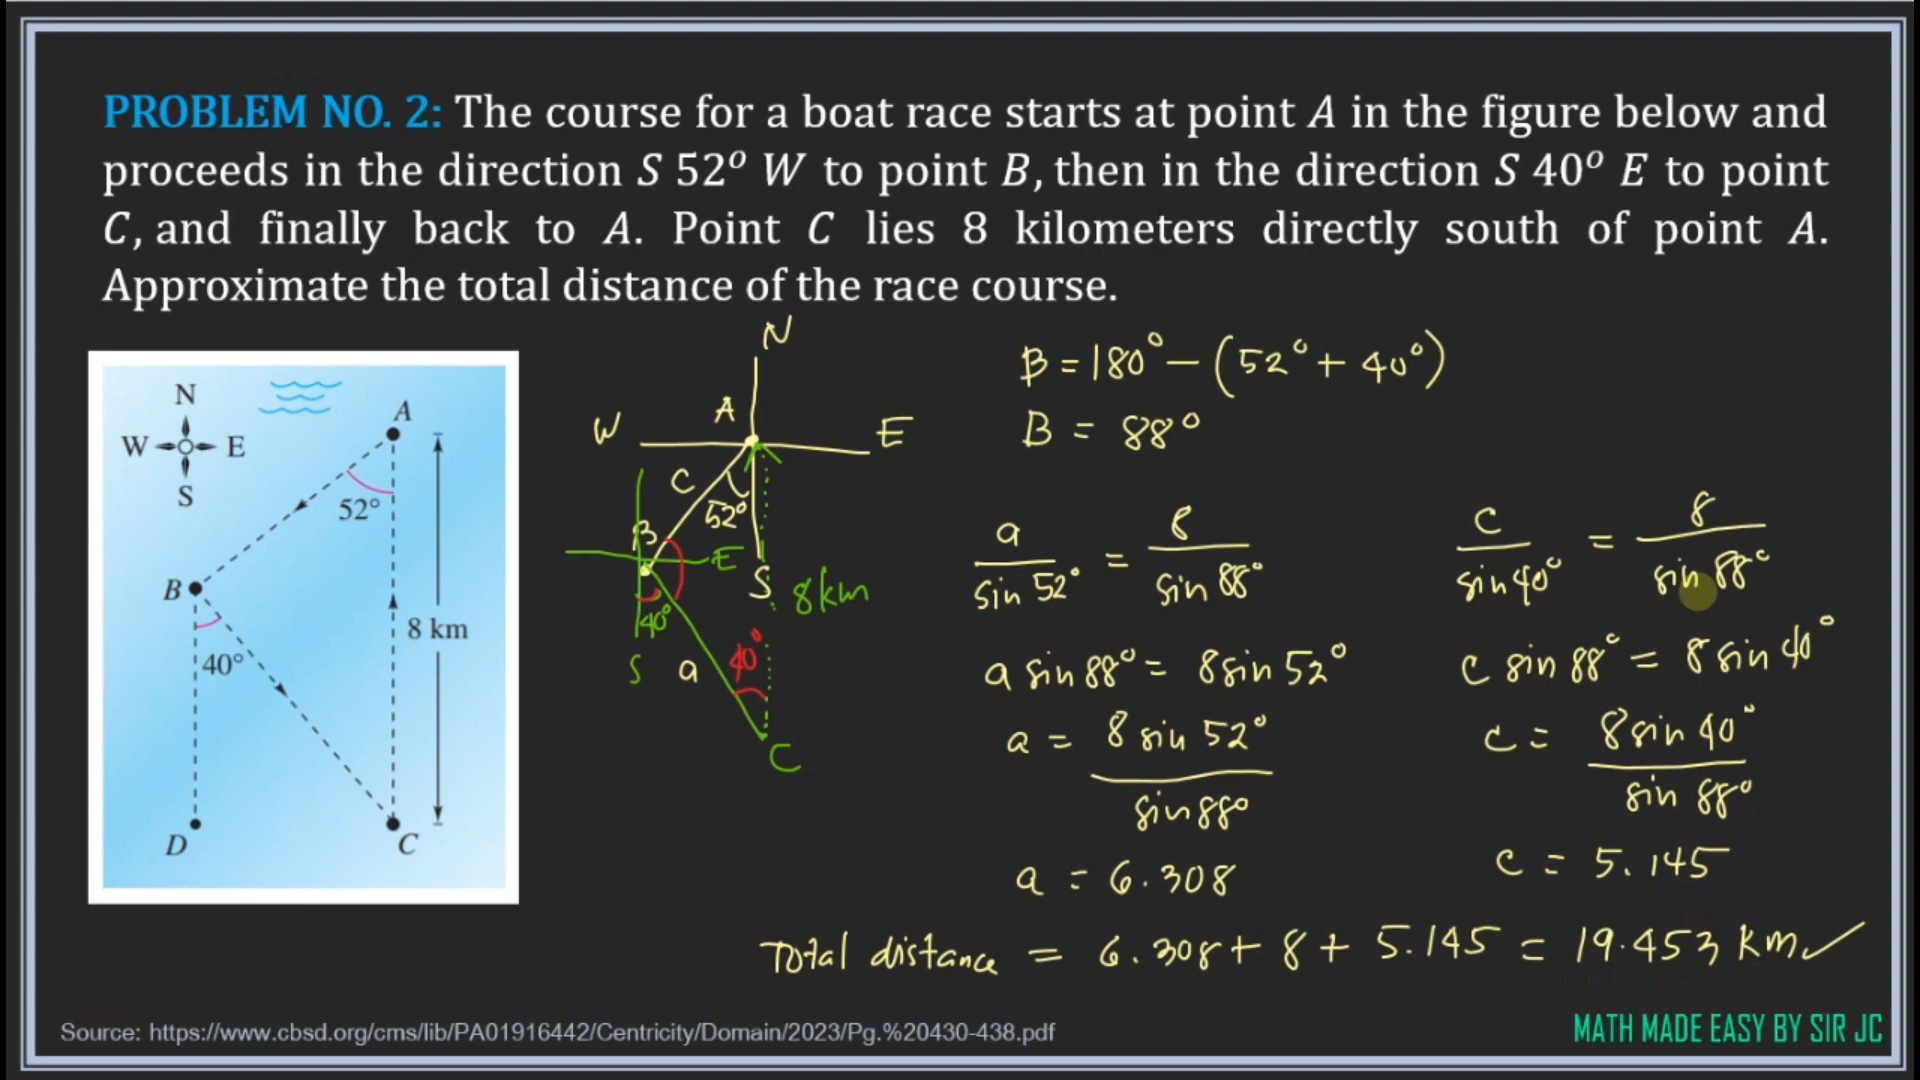 PROBLEM NO. 2: The course for a boat race starts at point A in the figure below and
proceeds in the direction S 52° W to point B, then in the direction S 40° E to point
C, and finally back to A. Point C lies 8 kilometers directly south of point A.
Approximate the total distance of the race course.
N
W E
S
A
52°
B
40°
8 km
D
C
N
W A E
C
52°
B
E
S
8km
40°
S
a
40°
C
B = 180° - (52° + 40°)
B = 88°
a/sin 52° = 8/sin 88°
a sin 88° = 8 sin 52°
a = 8 sin 52°/sin 88°
a = 6.308
c/sin 40° = 8/sin 88°
c sin 88° = 8 sin 40°
c = 8 sin 40°/sin 88°
c = 5.145
Total distance = 6.308 + 8 + 5.145 = 19.453 km ✓
Source: https://www.cbsd.org/cms/lib/PA01916442/Centricity/Domain/2023/Pg.%20430-438.pdf
MATH MADE EASY BY SIR JC